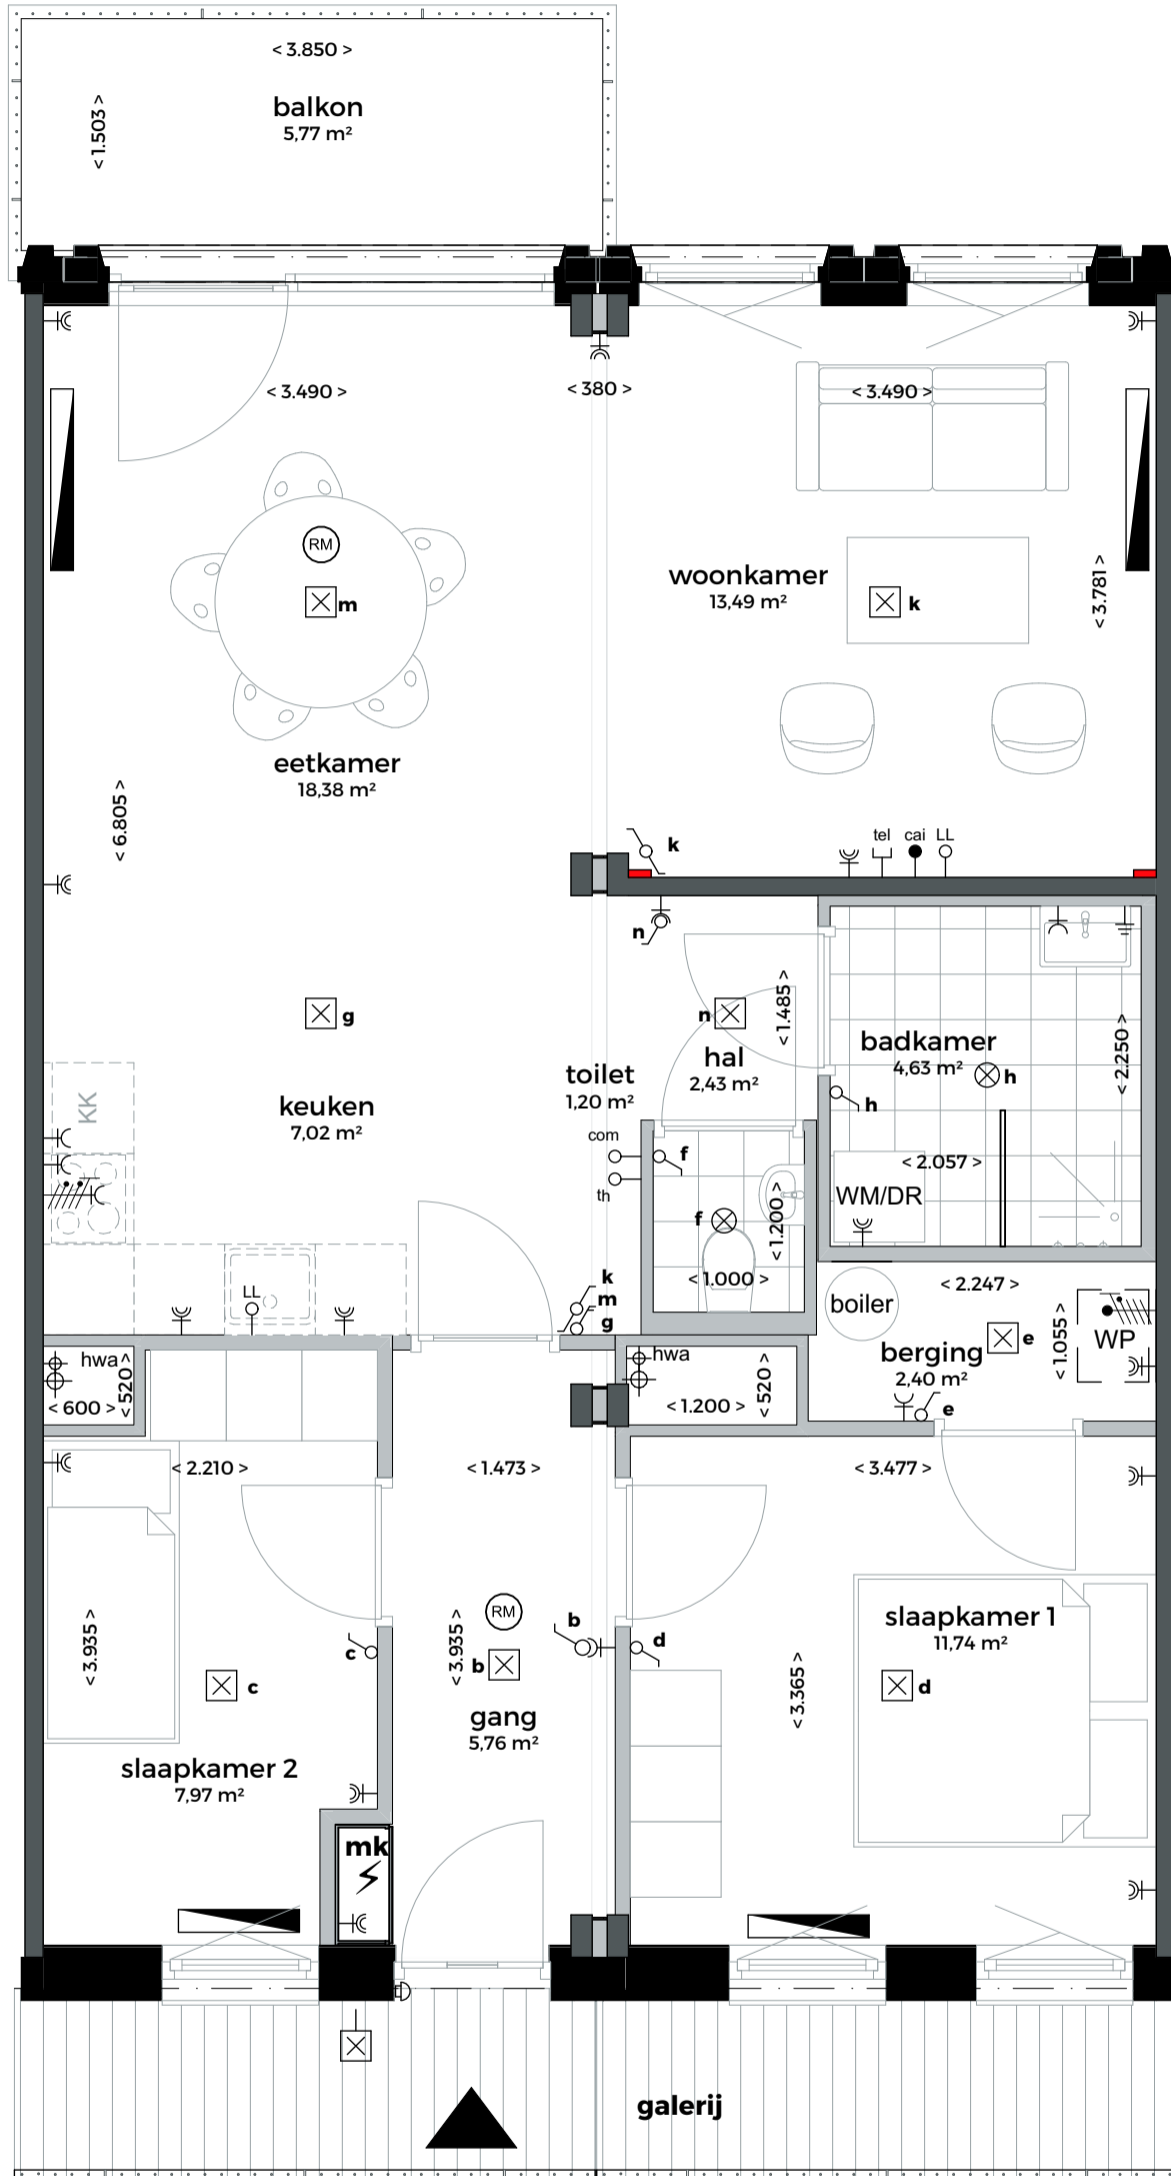 < 3.850 >
balkon
5,77 m²
< 1.503 >
< 3.490 >
< 380 >
< 3.490 >
RM
m
woonkamer
13,49 m²
k
< 3.781 >
eetkamer
18,38 m²
< 6.805 >
k
tel
cai
LL
n
g
n
< 1.485 >
hal
2,43 m²
badkamer
4,63 m²
h
h
< 2.250 >
toilet
1,20 m²
KK
keuken
7,02 m²
com
th
f
f
< 1.200 >
< 1.000 >
< 2.057 >
WM/DR
LL
k
m
g
boiler
< 2.247 >
berging
2,40 m²
e
< 1.055 >
WP
e
hwa
< 600 >
< 520 >
hwa
< 1.200 >
< 520 >
< 2.210 >
< 1.473 >
< 3.477 >
< 3.935 >
c
c
slaapkamer 2
7,97 m²
RM
< 3.935 >
b
b
gang
5,76 m²
d
slaapkamer 1
11,74 m²
d
< 3.365 >
mk
galerij